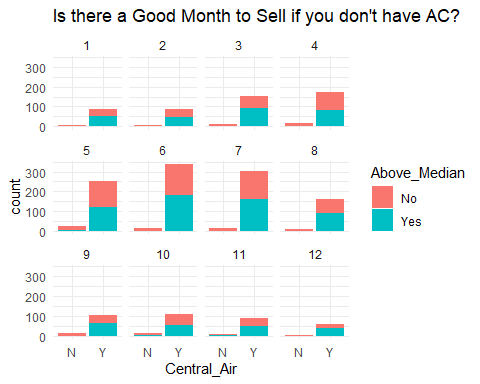 Is there a Good Month to Sell if you don't have AC?
1 2 3 4
300
200
100
0
5 6 7 8
300
200
100
0
9 10 11 12
300
200
100
0
N Y N Y N Y N Y
Central_Air
count
Above_Median
No
Yes